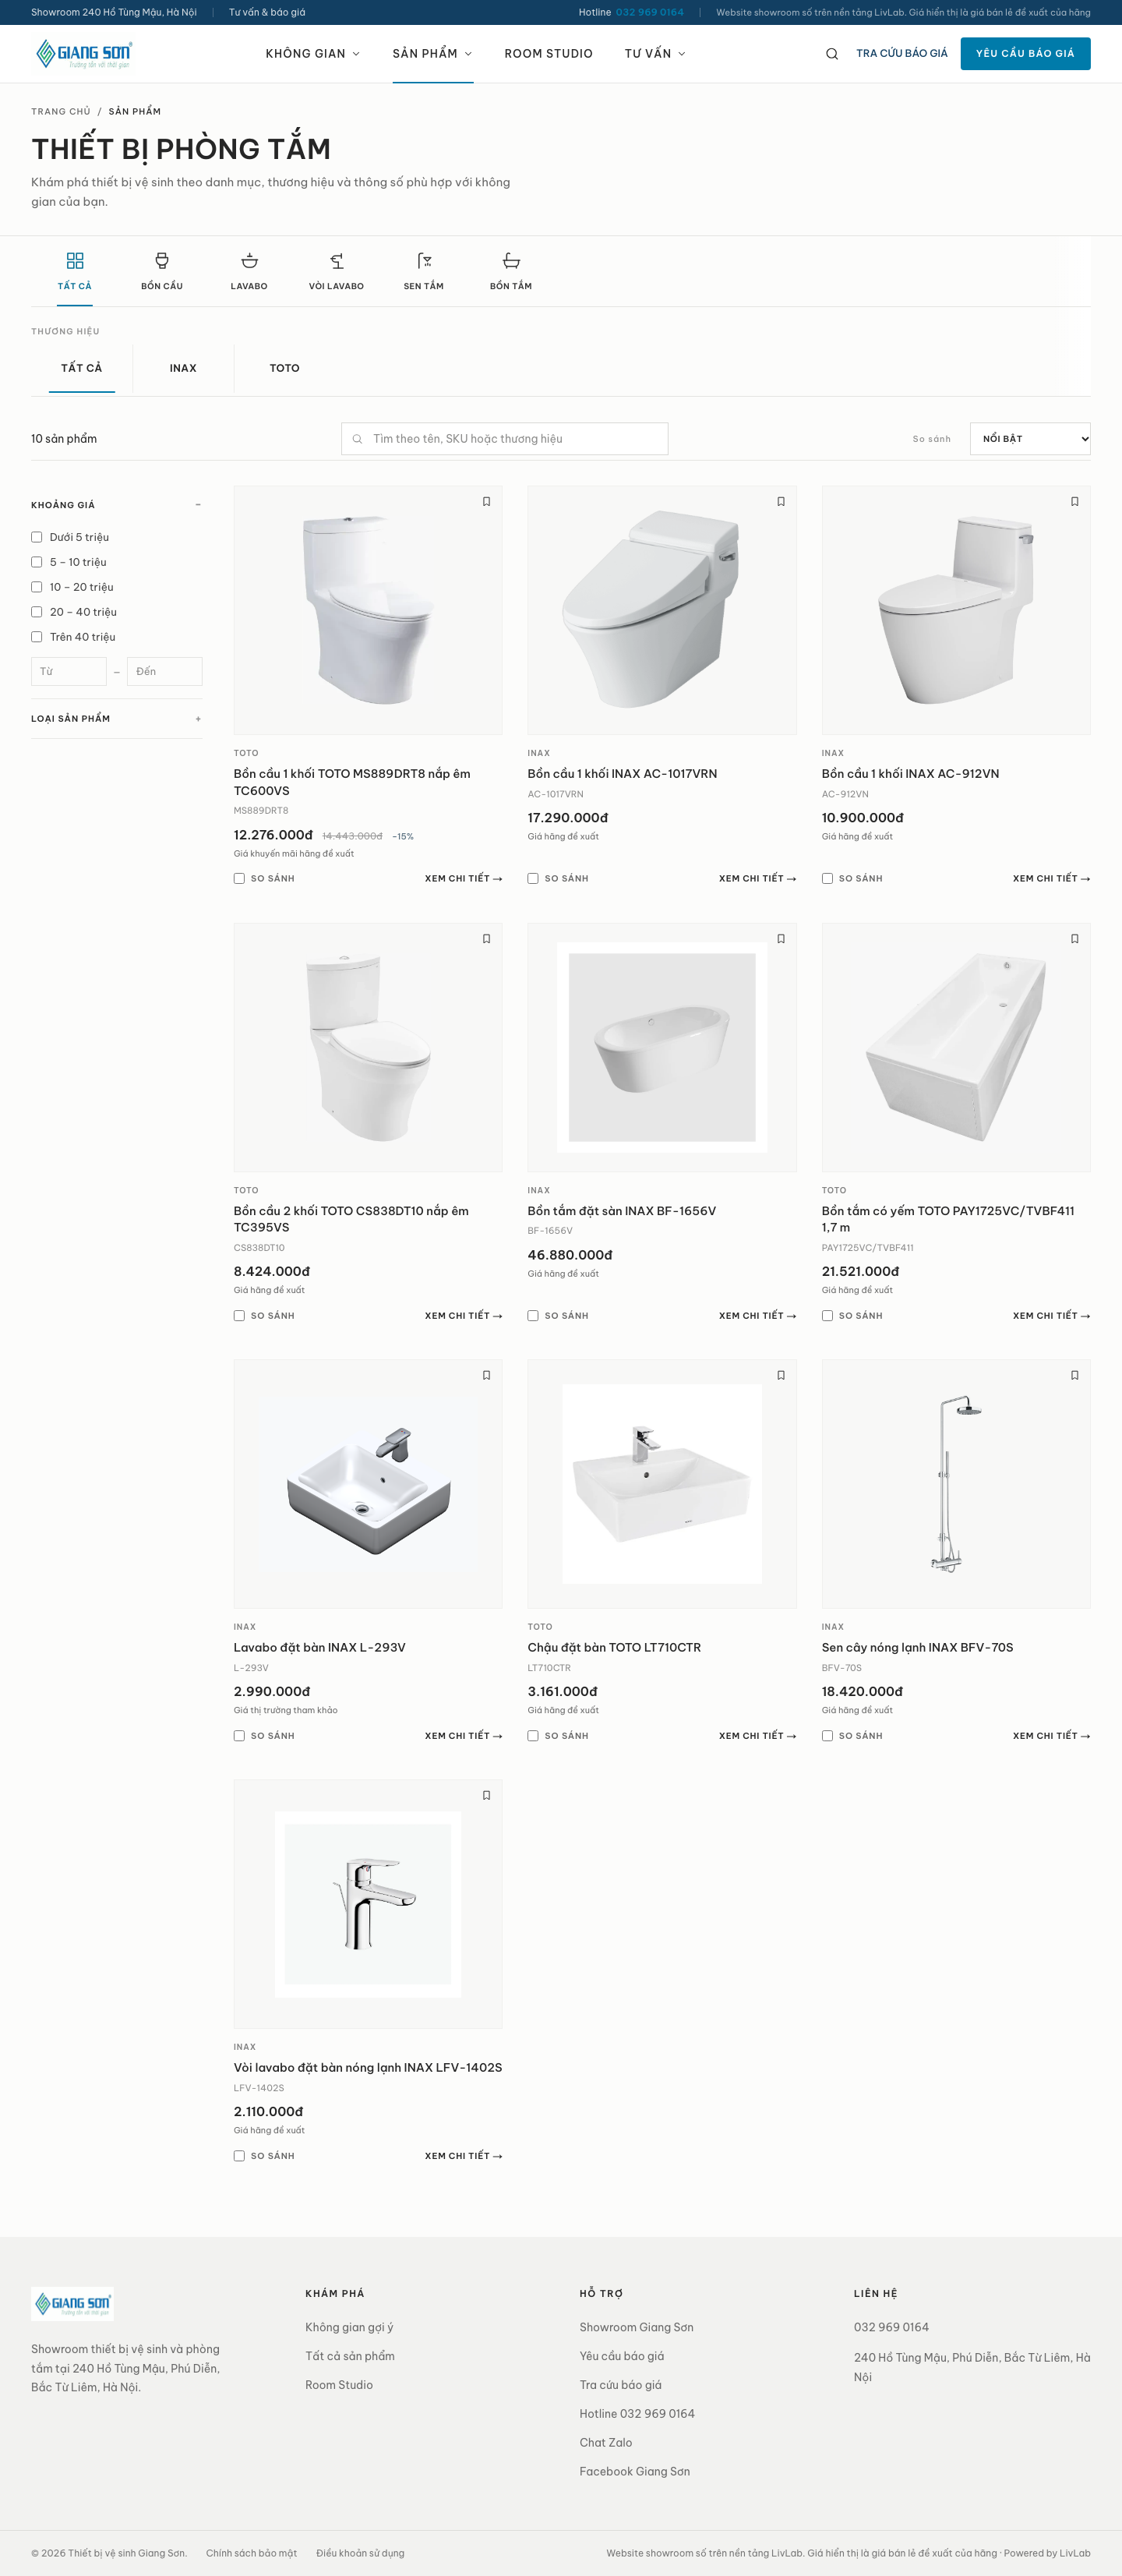 Showroom 240 Hồ Tùng Mậu, Hà Nội | Tư vấn & báo giá Hotline 032 969 0164 | Website showroom số trên nền tảng LivLab. Giá hiển thị là giá bán lẻ đề xuất của hãng
GIANG SƠN KHÔNG GIAN SẢN PHẨM ROOM STUDIO TƯ VẤN TRA CỨU BÁO GIÁ YÊU CẦU BÁO GIÁ
Trường tồn với thời gian
TRANG CHỦ / SẢN PHẨM
THIẾT BỊ PHÒNG TẮM
Khám phá thiết bị vệ sinh theo danh mục, thương hiệu và thông số phù hợp với không
gian của bạn.
TẤT CẢ BỒN CẦU LAVABO VÒI LAVABO SEN TẮM BỒN TẮM
THƯƠNG HIỆU
TẤT CẢ INAX TOTO
10 sản phẩm Tìm theo tên, SKU hoặc thương hiệu So sánh NỔI BẬT
KHOẢNG GIÁ −
Dưới 5 triệu
5 – 10 triệu
10 – 20 triệu
20 – 40 triệu
Trên 40 triệu
Từ – Đến
LOẠI SẢN PHẨM +
TOTO
Bồn cầu 1 khối TOTO MS889DRT8 nắp êm
TC600VS
MS889DRT8
12.276.000đ 14.443.000đ -15%
Giá khuyến mãi hãng đề xuất
SO SÁNH XEM CHI TIẾT →
INAX
Bồn cầu 1 khối INAX AC-1017VRN
AC-1017VRN
17.290.000đ
Giá hãng đề xuất
SO SÁNH XEM CHI TIẾT →
INAX
Bồn cầu 1 khối INAX AC-912VN
AC-912VN
10.900.000đ
Giá hãng đề xuất
SO SÁNH XEM CHI TIẾT →
TOTO
Bồn cầu 2 khối TOTO CS838DT10 nắp êm
TC395VS
CS838DT10
8.424.000đ
Giá hãng đề xuất
SO SÁNH XEM CHI TIẾT →
INAX
Bồn tắm đặt sàn INAX BF-1656V
BF-1656V
46.880.000đ
Giá hãng đề xuất
SO SÁNH XEM CHI TIẾT →
TOTO
Bồn tắm có yếm TOTO PAY1725VC/TVBF411
1,7 m
PAY1725VC/TVBF411
21.521.000đ
Giá hãng đề xuất
SO SÁNH XEM CHI TIẾT →
INAX
Lavabo đặt bàn INAX L-293V
L-293V
2.990.000đ
Giá thị trường tham khảo
SO SÁNH XEM CHI TIẾT →
TOTO
Chậu đặt bàn TOTO LT710CTR
LT710CTR
3.161.000đ
Giá hãng đề xuất
SO SÁNH XEM CHI TIẾT →
INAX
Sen cây nóng lạnh INAX BFV-70S
BFV-70S
18.420.000đ
Giá hãng đề xuất
SO SÁNH XEM CHI TIẾT →
INAX
Vòi lavabo đặt bàn nóng lạnh INAX LFV-1402S
LFV-1402S
2.110.000đ
Giá hãng đề xuất
SO SÁNH XEM CHI TIẾT →
GIANG SƠN
Trường tồn với thời gian
Showroom thiết bị vệ sinh và phòng
tắm tại 240 Hồ Tùng Mậu, Phú Diễn,
Bắc Từ Liêm, Hà Nội.
KHÁM PHÁ
Không gian gợi ý
Tất cả sản phẩm
Room Studio
HỖ TRỢ
Showroom Giang Sơn
Yêu cầu báo giá
Tra cứu báo giá
Hotline 032 969 0164
Chat Zalo
Facebook Giang Sơn
LIÊN HỆ
032 969 0164
240 Hồ Tùng Mậu, Phú Diễn, Bắc Từ Liêm, Hà
Nội
© 2026 Thiết bị vệ sinh Giang Sơn. Chính sách bảo mật Điều khoản sử dụng Website showroom số trên nền tảng LivLab. Giá hiển thị là giá bán lẻ đề xuất của hãng · Powered by LivLab